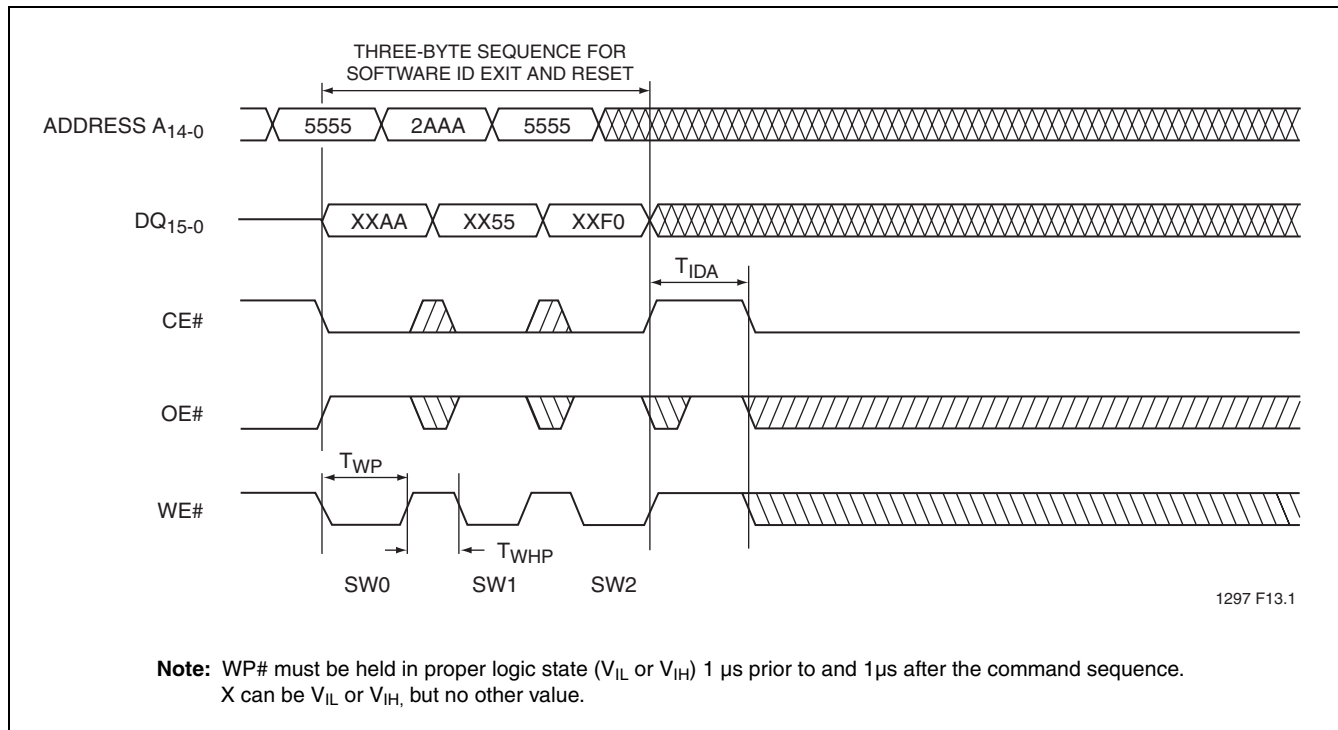 THREE-BYTE SEQUENCE FOR
SOFTWARE ID EXIT AND RESET
ADDRESS A14-0
5555
2AAA
5555
DQ15-0
XXAA
XX55
XXF0
TIDA
CE#
OE#
TWP
WE#
TWHP
SW0
SW1
SW2
1297 F13.1
Note: WP# must be held in proper logic state (VIL or VIH) 1 µs prior to and 1µs after the command sequence.
X can be VIL or VIH, but no other value.